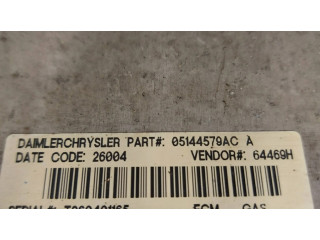 DAIMLERCHRYSLER PART#: 05144579AC A
DATE CODE: 26004 VENDOR#: 64469H